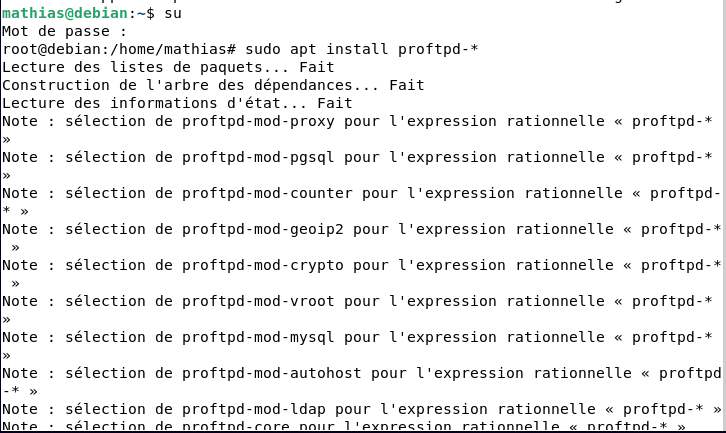 mathias@debian:~$ su
Mot de passe :
root@debian:/home/mathias# sudo apt install proftpd-*
Lecture des listes de paquets... Fait
Construction de l'arbre des dépendances... Fait
Lecture des informations d'état... Fait
Note : sélection de proftpd-mod-proxy pour l'expression rationnelle « proftpd-*
»
Note : sélection de proftpd-mod-pgsql pour l'expression rationnelle « proftpd-*
»
Note : sélection de proftpd-mod-counter pour l'expression rationnelle « proftpd-
* »
Note : sélection de proftpd-mod-geoip2 pour l'expression rationnelle « proftpd-*
 »
Note : sélection de proftpd-mod-crypto pour l'expression rationnelle « proftpd-*
 »
Note : sélection de proftpd-mod-vroot pour l'expression rationnelle « proftpd-*
»
Note : sélection de proftpd-mod-mysql pour l'expression rationnelle « proftpd-*
»
Note : sélection de proftpd-mod-autohost pour l'expression rationnelle « proftpd
-* »
Note : sélection de proftpd-mod-ldap pour l'expression rationnelle « proftpd-* »
Note : sélection de proftpd-core pour l'expression rationnelle « proftpd-* »